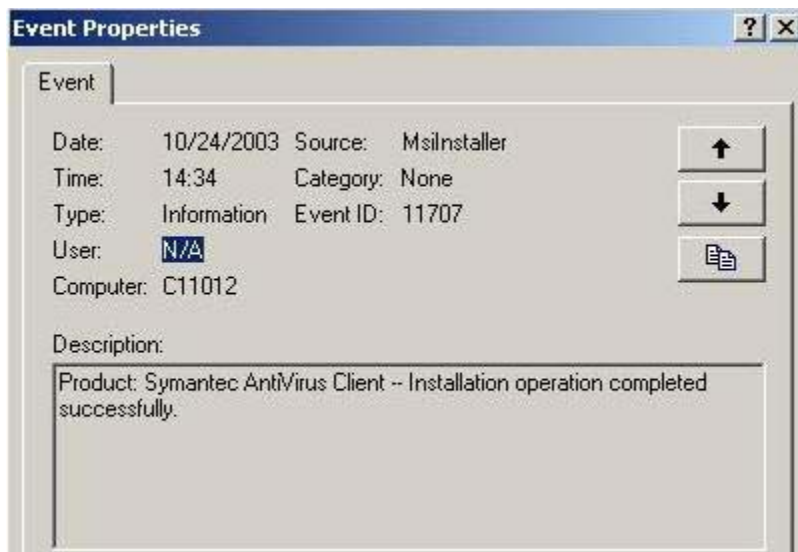 Event Properties
Event
Date: 10/24/2003 Source: MsiInstaller
Time: 14:34 Category: None
Type: Information Event ID: 11707
User: N/A
Computer: C11012
Description:
Product: Symantec AntiVirus Client -- Installation operation completed
successfully.